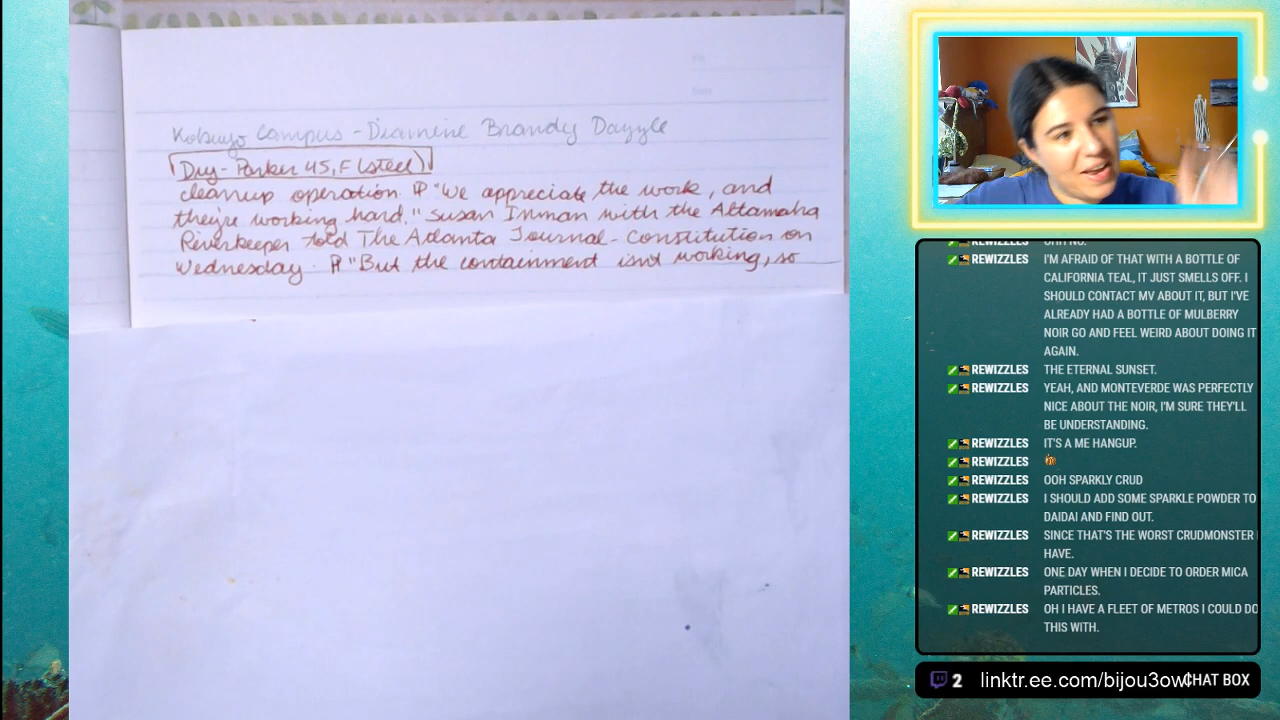 Kokuyo Campus - Diamine Brandy Dazzle
Dry - Parker 45, F (steel)
cleanup operation. ¶ "We appreciate the work, and
they're working hard." Susan Inman with the Altamaha
Riverkeeper told The Atlanta Journal-Constitution on
Wednesday. ¶ "But the containment isn't working, so
REWIZZLES
REWIZZLES I'M AFRAID OF THAT WITH A BOTTLE OF
CALIFORNIA TEAL, IT JUST SMELLS OFF. I
SHOULD CONTACT MV ABOUT IT, BUT I'VE
ALREADY HAD A BOTTLE OF MULBERRY
NOIR GO AND FEEL WEIRD ABOUT DOING IT
AGAIN.
REWIZZLES THE ETERNAL SUNSET.
REWIZZLES YEAH, AND MONTEVERDE WAS PERFECTLY
NICE ABOUT THE NOIR, I'M SURE THEY'LL
BE UNDERSTANDING.
REWIZZLES IT'S A ME HANGUP.
REWIZZLES
REWIZZLES OOH SPARKLY CRUD
REWIZZLES I SHOULD ADD SOME SPARKLE POWDER TO
DAIDAI AND FIND OUT.
REWIZZLES SINCE THAT'S THE WORST CRUDMONSTER I
HAVE.
REWIZZLES ONE DAY WHEN I DECIDE TO ORDER MICA
PARTICLES.
REWIZZLES OH I HAVE A FLEET OF METROS I COULD DO
THIS WITH.
2 linktr.ee.com/bijou3owl CHAT BOX